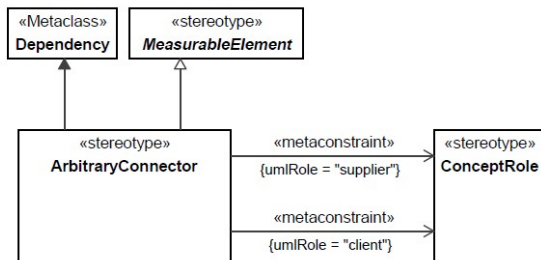 «Metaclass»
Dependency
«stereotype»
MeasurableElement
«stereotype»
ArbitraryConnector
«metaconstraint»
{umlRole = "supplier"}
«metaconstraint»
{umlRole = "client"}
«stereotype»
ConceptRole